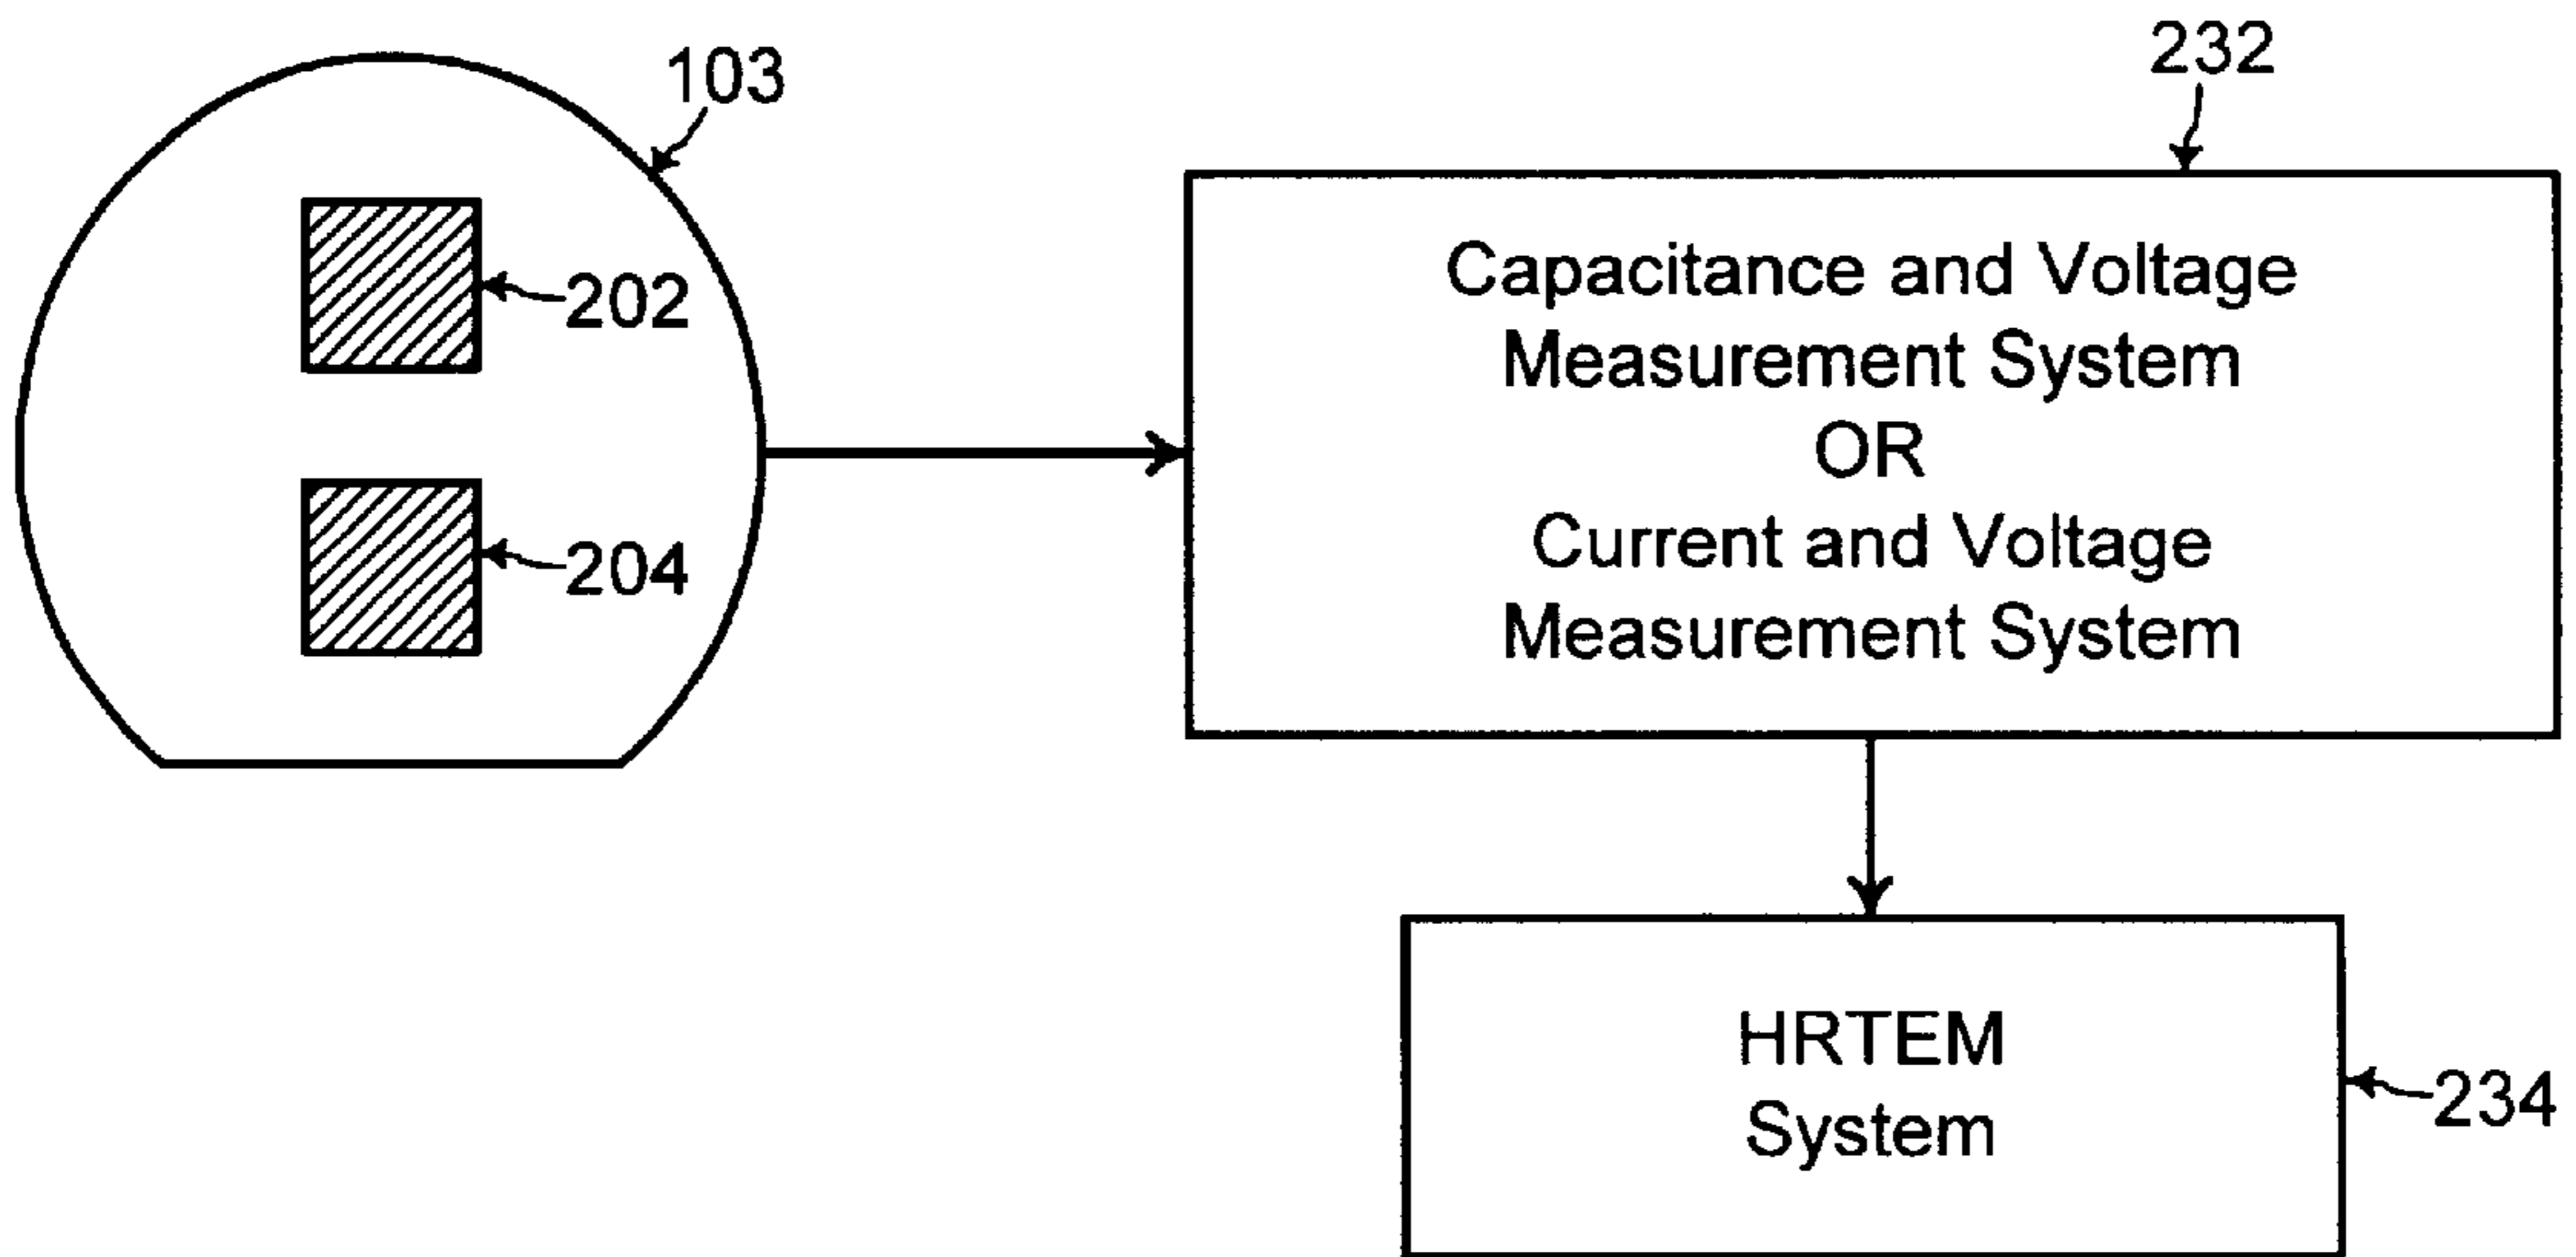 103
232
202
204
Capacitance and Voltage
Measurement System
OR
Current and Voltage
Measurement System
HRTEM
System
234